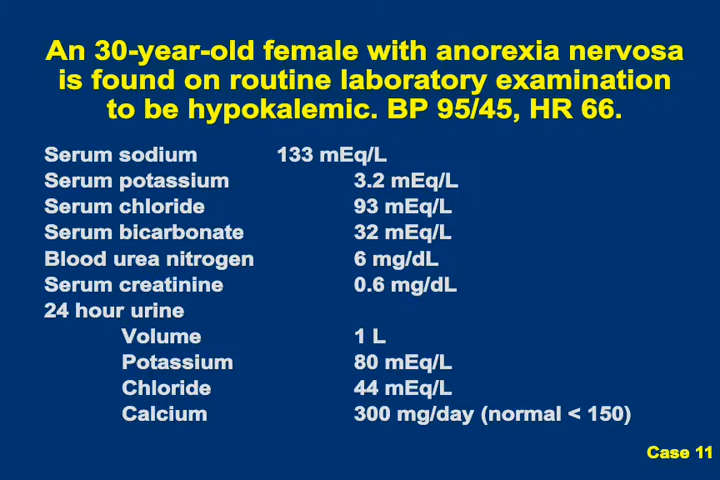 An 30-year-old female with anorexia nervosa
is found on routine laboratory examination
to be hypokalemic. BP 95/45, HR 66.
Serum sodium 133 mEq/L
Serum potassium 3.2 mEq/L
Serum chloride 93 mEq/L
Serum bicarbonate 32 mEq/L
Blood urea nitrogen 6 mg/dL
Serum creatinine 0.6 mg/dL
24 hour urine
Volume 1 L
Potassium 80 mEq/L
Chloride 44 mEq/L
Calcium 300 mg/day (normal < 150)
Case 11